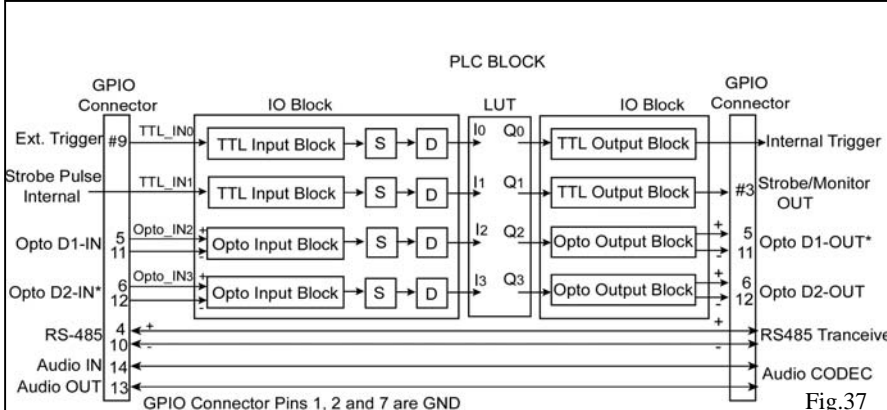 PLC BLOCK
GPIO Connector
IO Block
LUT
IO Block
GPIO Connector
Ext. Trigger #9 TTL_IN0 TTL Input Block S D I0 Q0 TTL Output Block Internal Trigger
Strobe Pulse Internal TTL_IN1 TTL Input Block S D I1 Q1 TTL Output Block #3 Strobe/Monitor OUT
Opto D1-IN 5 11 Opto_IN2 + - Opto Input Block S D I2 Q2 Opto Output Block + - 5 11 Opto D1-OUT*
Opto D2-IN* 6 12 Opto_IN3 + - Opto Input Block S D I3 Q3 Opto Output Block + - 6 12 Opto D2-OUT
RS-485 4 10 + - + - RS485 Tranceive
Audio IN 14
Audio OUT 13
Audio CODEC
GPIO Connector Pins 1, 2 and 7 are GND
Fig.37